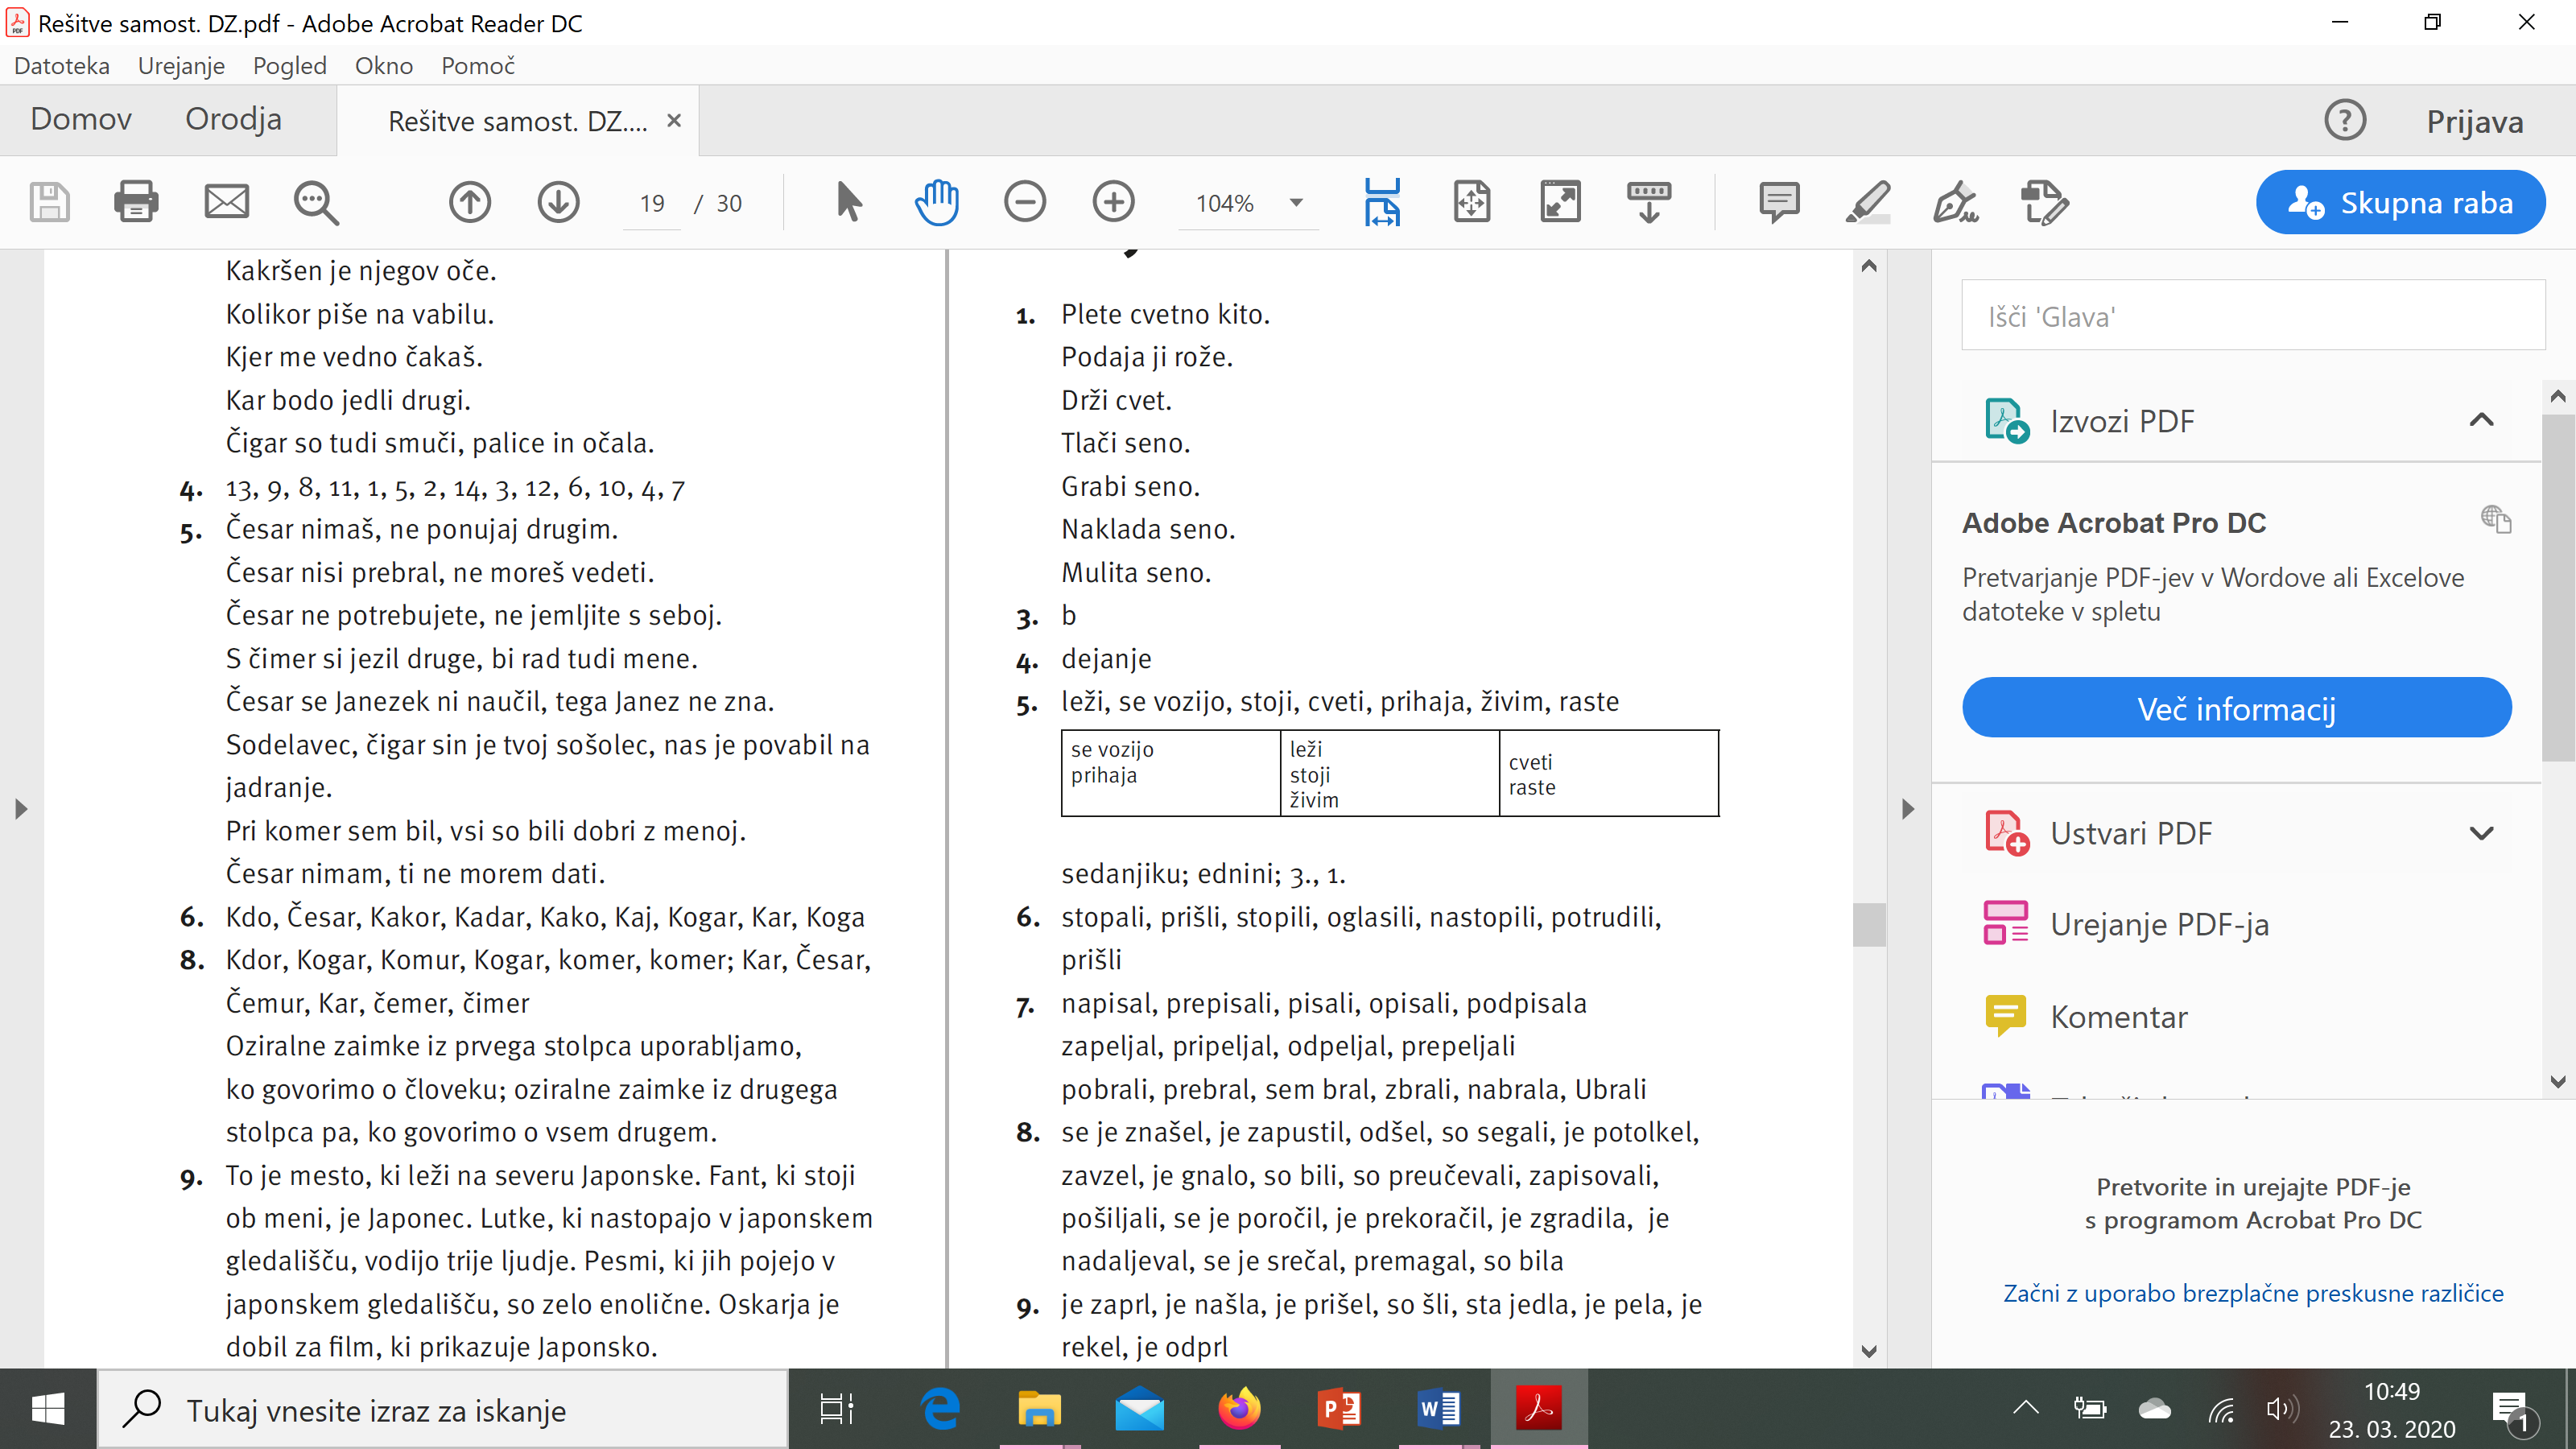 Rešitve samost. DZ.pdf - Adobe Acrobat Reader DC
Datoteka Urejanje Pogled Okno Pomoč
Domov Orodja Rešitve samost. DZ.... × Prijava
19 / 30 104% Skupna raba
Kakršen je njegov oče.
Kolikor piše na vabilu.
Kjer me vedno čakaš.
Kar bodo jedli drugi.
Čigar so tudi smuči, palice in očala.
4. 13, 9, 8, 11, 1, 5, 2, 14, 3, 12, 6, 10, 4, 7
5. Česar nimaš, ne ponujaj drugim.
Česar nisi prebral, ne moreš vedeti.
Česar ne potrebujete, ne jemljite s seboj.
S čimer si jezil druge, bi rad tudi mene.
Česar se Janezek ni naučil, tega Janez ne zna.
Sodelavec, čigar sin je tvoj sošolec, nas je povabil na
jadranje.
Pri komer sem bil, vsi so bili dobri z menoj.
Česar nimam, ti ne morem dati.
6. Kdo, Česar, Kakor, Kadar, Kako, Kaj, Kogar, Kar, Koga
8. Kdor, Kogar, Komur, Kogar, komer, komer; Kar, Česar,
Čemur, Kar, čemer, čimer
Oziralne zaimke iz prvega stolpca uporabljamo,
ko govorimo o človeku; oziralne zaimke iz drugega
stolpca pa, ko govorimo o vsem drugem.
9. To je mesto, ki leži na severu Japonske. Fant, ki stoji
ob meni, je Japonec. Lutke, ki nastopajo v japonskem
gledališču, vodijo trije ljudje. Pesmi, ki jih pojejo v
japonskem gledališču, so zelo enolične. Oskarja je
dobil za film, ki prikazuje Japonsko.
1. Plete cvetno kito.
Podaja ji rože.
Drži cvet.
Tlači seno.
Grabi seno.
Naklada seno.
Mulita seno.
3. b
4. dejanje
5. leži, se vozijo, stoji, cveti, prihaja, živim, raste
se vozijo
prihaja
leži
stoji
živim
cveti
raste
sedanjiku; ednini; 3., 1.
6. stopali, prišli, stopili, oglasili, nastopili, potrudili,
prišli
7. napisal, prepisali, pisali, opisali, podpisala
zapeljal, pripeljal, odpeljal, prepeljali
pobrali, prebral, sem bral, zbrali, nabrala, Ubrali
8. se je znašel, je zapustil, odšel, so segali, je potolkel,
zavzel, je gnalo, so bili, so preučevali, zapisovali,
pošiljali, se je poročil, je prekoračil, je zgradila, je
nadaljeval, se je srečal, premagal, so bila
9. je zaprl, je našla, je prišel, so šli, sta jedla, je pela, je
rekel, je odprl
Išči 'Glava'
Izvozi PDF
Adobe Acrobat Pro DC
Pretvarjanje PDF-jev v Wordove ali Excelove
datoteke v spletu
Več informacij
Ustvari PDF
Urejanje PDF-ja
Komentar
Pretvorite in urejajte PDF-je
s programom Acrobat Pro DC
Začni z uporabo brezplačne preskusne različice
Tukaj vnesite izraz za iskanje
10:49
23. 03. 2020
1